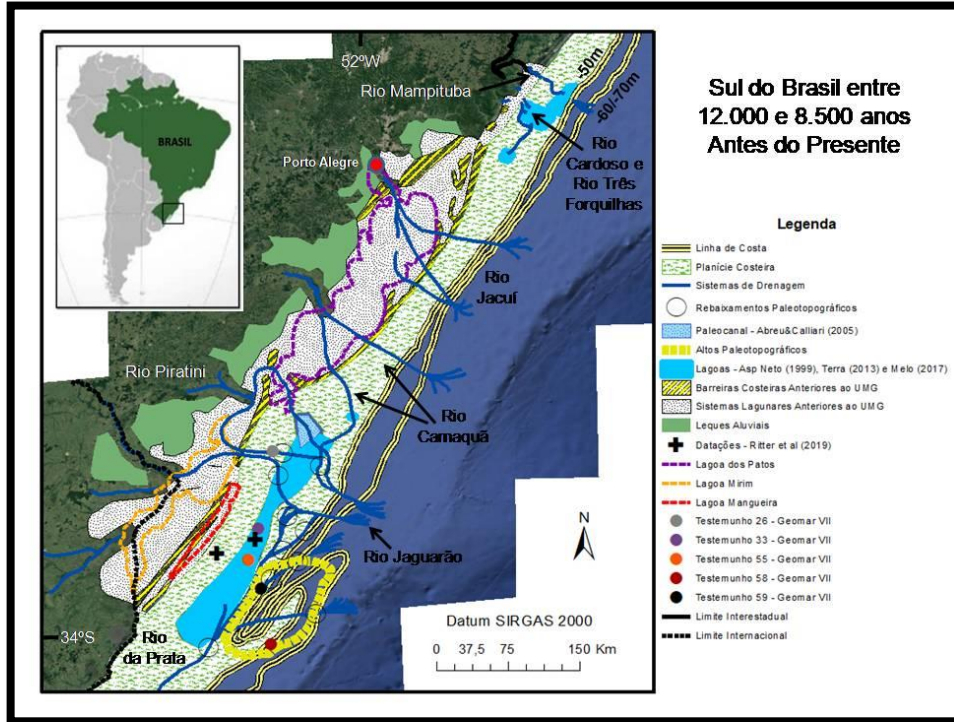 Sul do Brasil entre
12.000 e 8.500 anos
Antes do Presente
BRASIL
52ºW
Rio Mampituba
-50m
-60/-70m
Rio
Cardoso e
Rio Três
Forquilhas
Porto Alegre
Rio
Jacuí
Rio Piratini
Rio
Camaquã
Rio Jaguarão
34ºS
Rio
da Prata
N
Datum SIRGAS 2000
0 37,5 75 150 Km
Legenda
Linha de Costa
Planície Costeira
Sistemas de Drenagem
Rebaixamentos Paleotopográficos
Paleocanal - Abreu&Calliari (2005)
Altos Paleotopográficos
Lagoas - Asp Neto (1999), Terra (2013) e Melo (2017)
Barreiras Costeiras Anteriores ao UMG
Sistemas Lagunares Anteriores ao UMG
Leques Aluviais
Datações - Ritter et al (2019)
Lagoa dos Patos
Lagoa Mirim
Lagoa Mangueira
Testemunho 26 - Geomar VII
Testemunho 33 - Geomar VII
Testemunho 55 - Geomar VII
Testemunho 58 - Geomar VII
Testemunho 59 - Geomar VII
Limite Interestadual
Limite Internacional